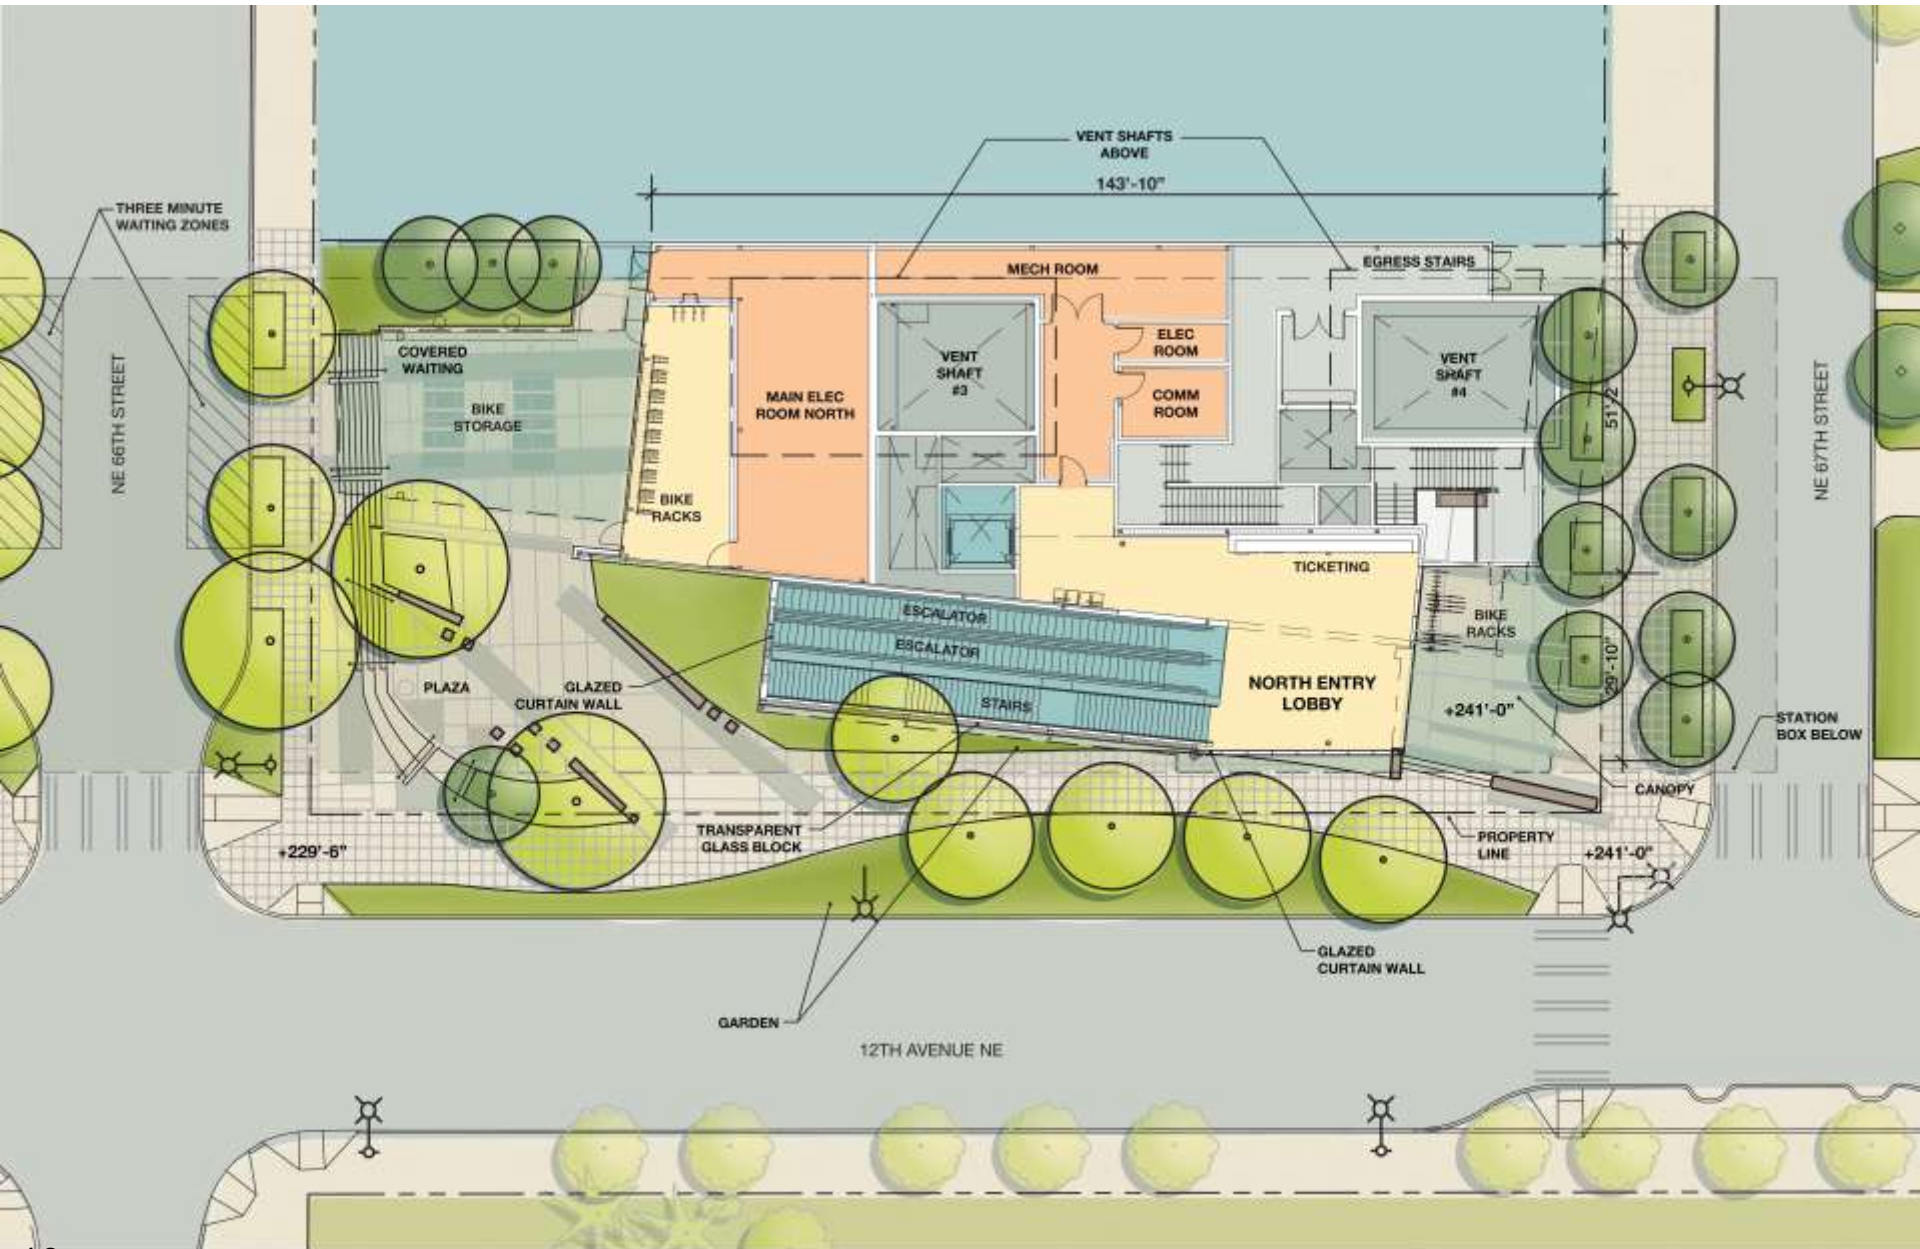 VENT SHAFTS
ABOVE
143'-10"
THREE MINUTE
WAITING ZONES
MECH ROOM
EGRESS STAIRS
COVERED
WAITING
BIKE
STORAGE
NE 66TH STREET
MAIN ELEC
ROOM NORTH
VENT
SHAFT
#3
ELEC
ROOM
COMM
ROOM
VENT
SHAFT
#4
NE 67TH STREET
BIKE
RACKS
TICKETING
ESCALATOR
ESCALATOR
STAIRS
BIKE
RACKS
29'-10"
PLAZA
GLAZED
CURTAIN WALL
NORTH ENTRY
LOBBY
+241'-0"
STATION
BOX BELOW
CANOPY
TRANSPARENT
GLASS BLOCK
PROPERTY
LINE
+229'-6"
+241'-0"
GLAZED
CURTAIN WALL
GARDEN
12TH AVENUE NE